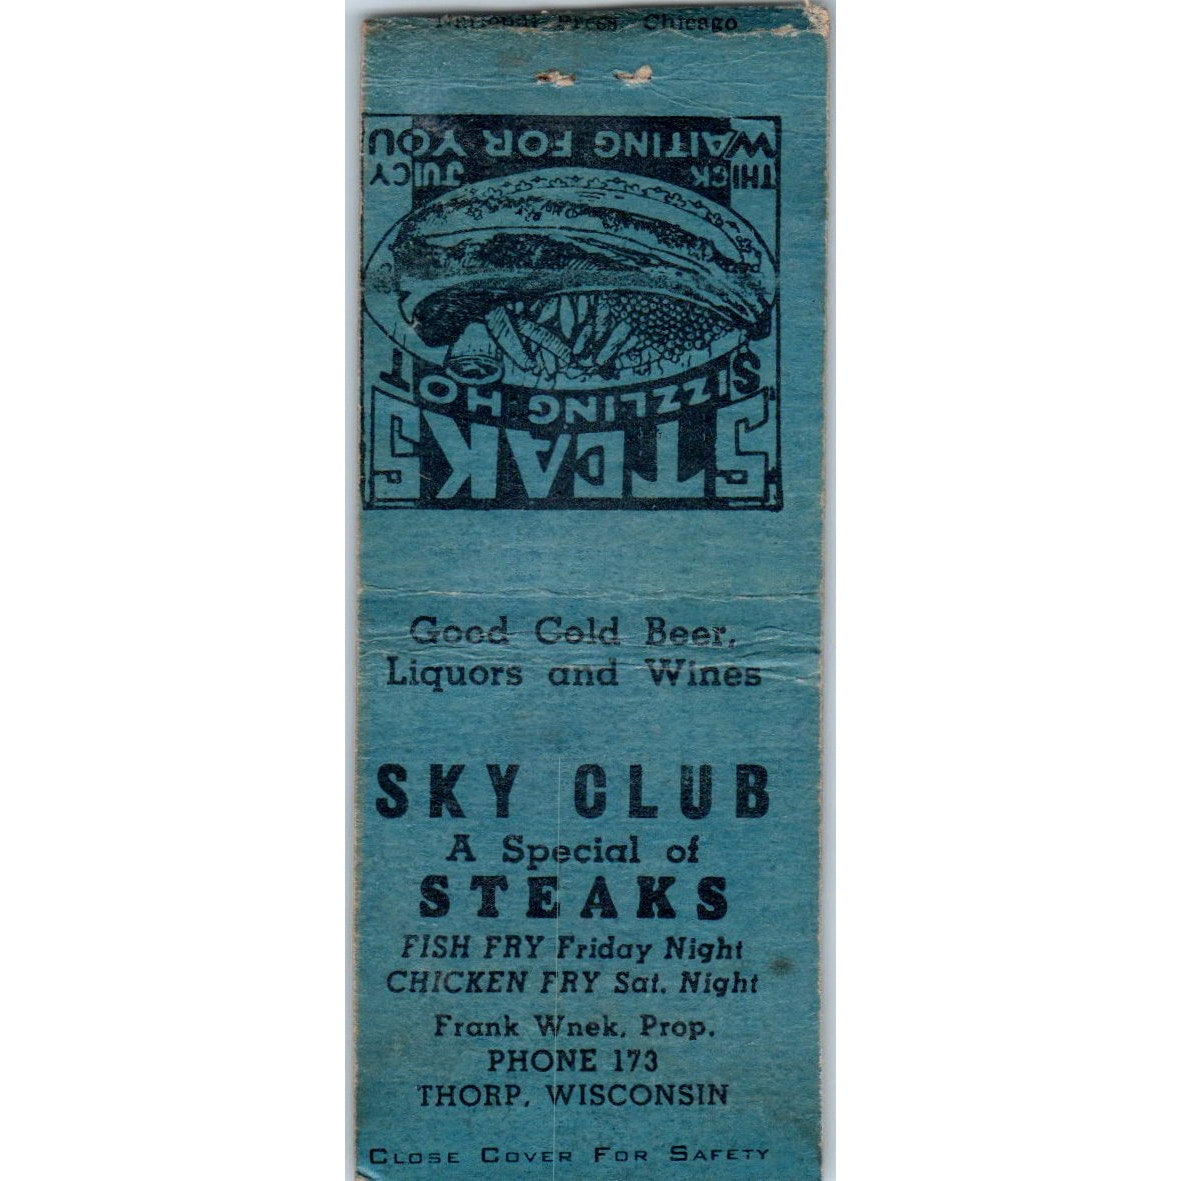 National Press Chicago
STEAKS
SIZZLING HOT
THICK JUICY
WAITING FOR YOU
Good Cold Beer,
Liquors and Wines
SKY CLUB
A Special of
STEAKS
FISH FRY Friday Night
CHICKEN FRY Sat. Night
Frank Wnek, Prop.
PHONE 173
THORP, WISCONSIN
CLOSE COVER FOR SAFETY